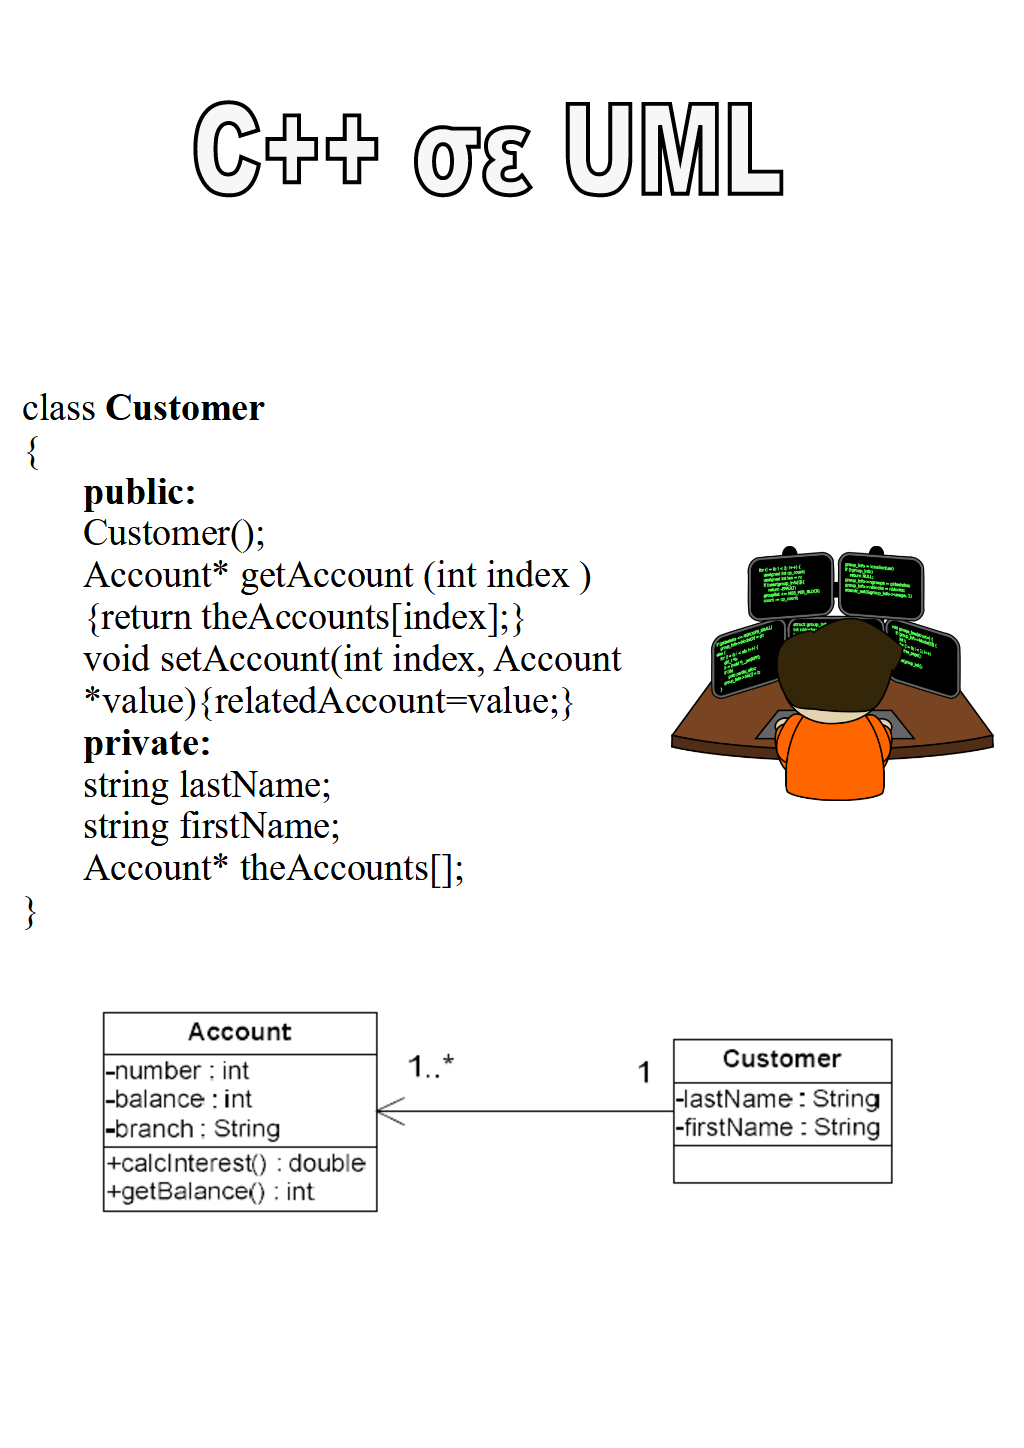 C++ σε UML
class Customer
{
public:
Customer();
Account* getAccount (int index )
{return theAccounts[index];}
void setAccount(int index, Account
*value){relatedAccount=value;}
private:
string lastName;
string firstName;
Account* theAccounts[];
}
Account
-number : int
-balance : int
-branch : String
+calcInterest() : double
+getBalance() : int
1..*
1
Customer
-lastName : String
-firstName : String